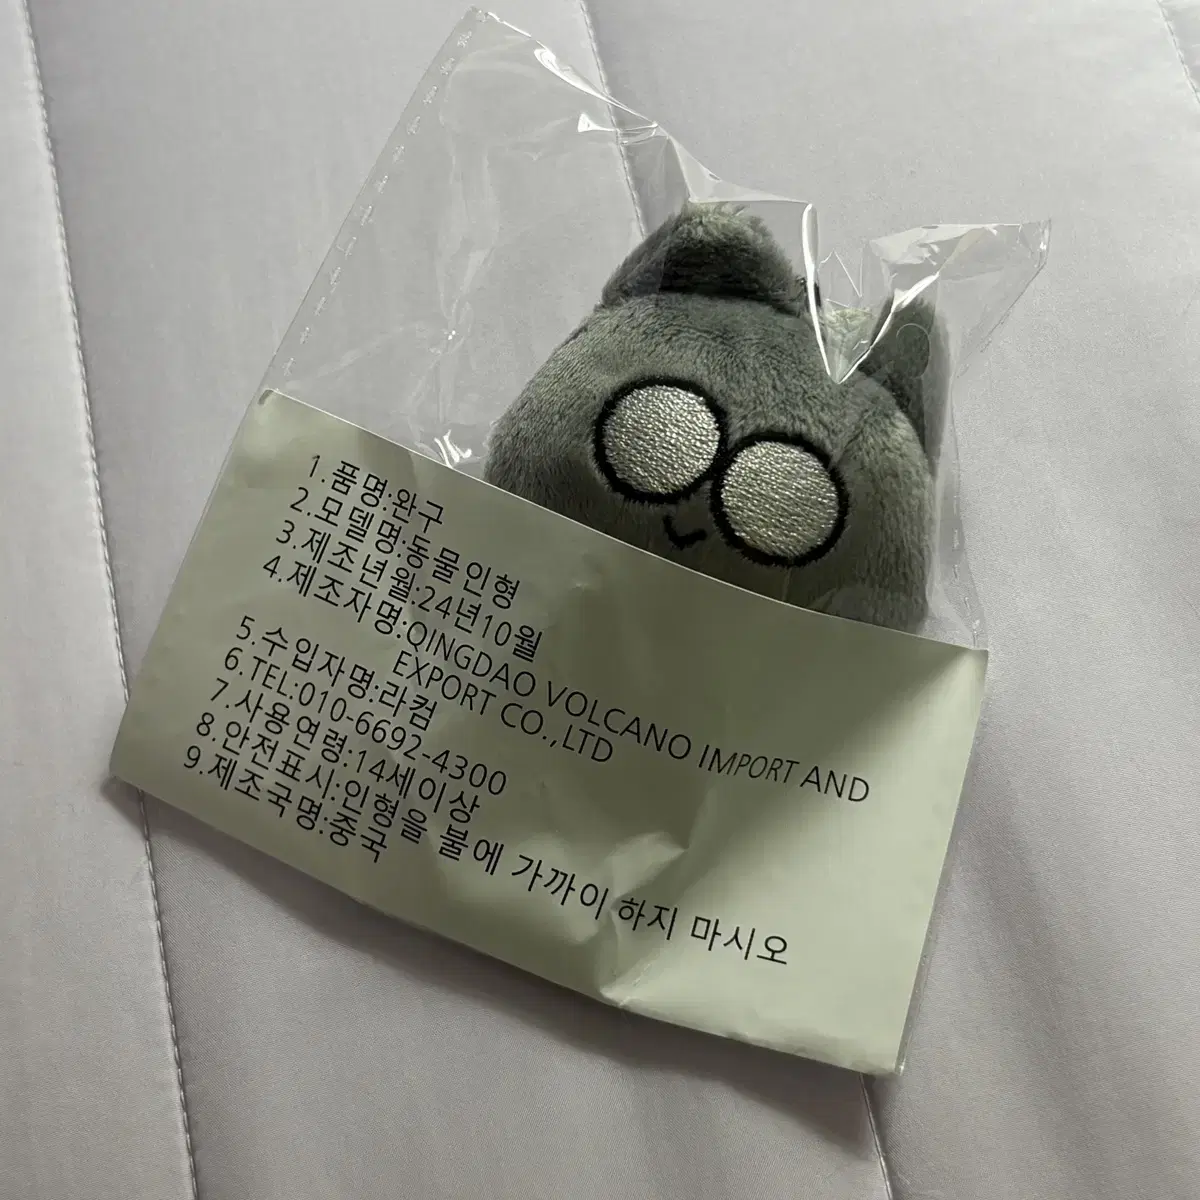 1.품명:완구
2.모델명:동물인형
3.제조년월:24년10월
4.제조자명:QINGDAO VOLCANO IMPORT AND
EXPORT CO.,LTD
5.수입자명:라컴
6.TEL:010-6692-4300
7.사용연령:14세이상
8.안전표시:인형을 불에 가까이 하지 마시오
9.제조국명:중국